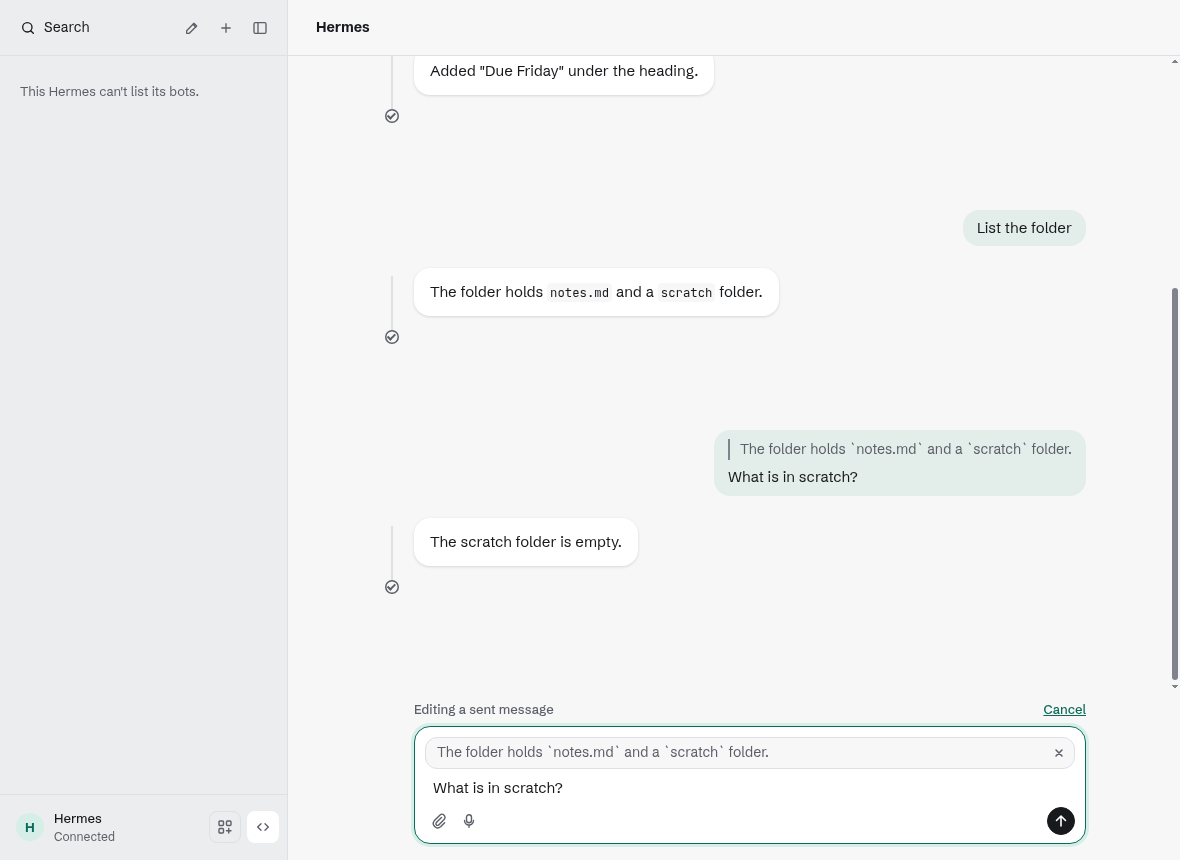 Search
Hermes
This Hermes can't list its bots.
Added "Due Friday" under the heading.
List the folder
The folder holds notes.md and a scratch folder.
The folder holds `notes.md` and a `scratch` folder.
What is in scratch?
The scratch folder is empty.
Editing a sent message
Cancel
The folder holds `notes.md` and a `scratch` folder.
What is in scratch?
H
Hermes
Connected